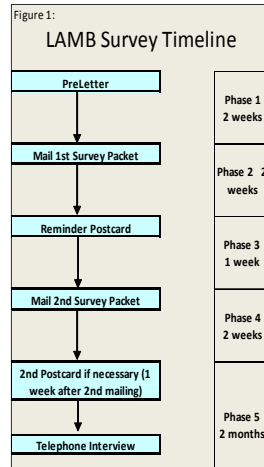 Figure 1:
LAMB Survey Timeline
PreLetter
Phase 1
2 weeks
Mail 1st Survey Packet
Phase 2 2
weeks
Reminder Postcard
Phase 3
1 week
Mail 2nd Survey Packet
Phase 4
2 weeks
2nd Postcard if necessary (1
week after 2nd mailing)
Phase 5
2 months
Telephone Interview